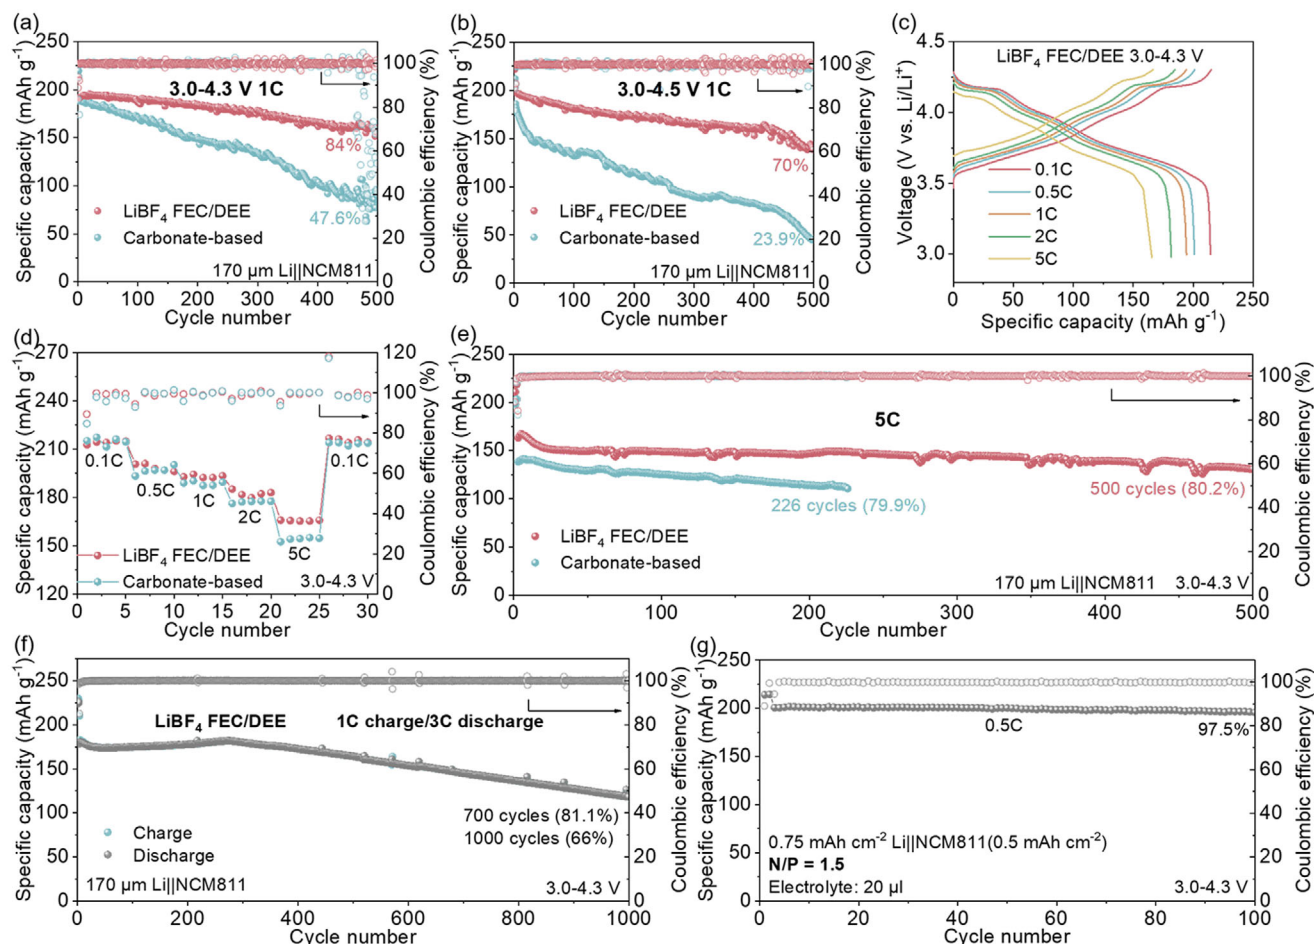 (a)
250
225
200
175
150
125
100
75
50
25
0
Specific capacity (mAh g⁻¹)
3.0-4.3 V 1C
84%
47.6%
LiBF₄ FEC/DEE
Carbonate-based
170 μm Li||NCM811
0 100 200 300 400 500
Cycle number
100
80
60
40
20
0
Coulombic efficiency (%)
(b)
250
225
200
175
150
125
100
75
50
25
0
Specific capacity (mAh g⁻¹)
3.0-4.5 V 1C
70%
23.9%
LiBF₄ FEC/DEE
Carbonate-based
170 μm Li||NCM811
0 100 200 300 400 500
Cycle number
100
80
60
40
20
0
Coulombic efficiency (%)
(c)
4.5
4.0
3.5
3.0
Voltage (V vs. Li/Li⁺)
LiBF₄ FEC/DEE 3.0-4.3 V
0.1C
0.5C
1C
2C
5C
0 50 100 150 200 250
Specific capacity (mAh g⁻¹)
(d)
270
240
210
180
150
120
Specific capacity (mAh g⁻¹)
0.1C
0.5C
1C
2C
5C
0.1C
LiBF₄ FEC/DEE
Carbonate-based
3.0-4.3 V
0 5 10 15 20 25 30
Cycle number
120
100
80
60
40
20
0
Coulombic efficiency (%)
(e)
250
200
150
100
50
0
Specific capacity (mAh g⁻¹)
5C
226 cycles (79.9%)
500 cycles (80.2%)
LiBF₄ FEC/DEE
Carbonate-based
170 μm Li||NCM811 3.0-4.3 V
0 100 200 300 400 500
Cycle number
100
80
60
40
20
0
Coulombic efficiency (%)
(f)
250
200
150
100
50
0
Specific capacity (mAh g⁻¹)
LiBF₄ FEC/DEE 1C charge/3C discharge
700 cycles (81.1%)
1000 cycles (66%)
Charge
Discharge
170 μm Li||NCM811 3.0-4.3 V
0 200 400 600 800 1000
Cycle number
100
80
60
40
20
0
Coulombic efficiency (%)
(g)
250
200
150
100
50
0
Specific capacity (mAh g⁻¹)
0.5C
97.5%
0.75 mAh cm⁻² Li||NCM811(0.5 mAh cm⁻²)
N/P = 1.5
Electrolyte: 20 μl
3.0-4.3 V
0 20 40 60 80 100
Cycle number
100
80
60
40
20
0
Coulombic efficiency (%)